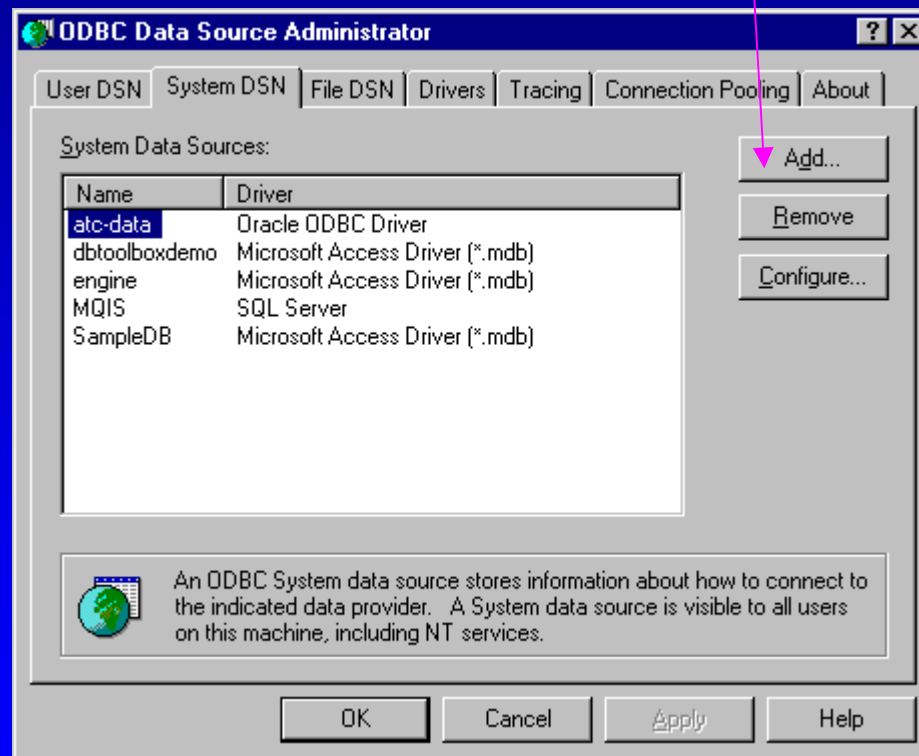 ODBC Data Source Administrator
User DSN System DSN File DSN Drivers Tracing Connection Pooling About
System Data Sources:
Name Driver
atc-data Oracle ODBC Driver
dbtoolboxdemo Microsoft Access Driver (*.mdb)
engine Microsoft Access Driver (*.mdb)
MQIS SQL Server
SampleDB Microsoft Access Driver (*.mdb)
Add...
Remove
Configure...
An ODBC System data source stores information about how to connect to
the indicated data provider. A System data source is visible to all users
on this machine, including NT services.
OK Cancel Apply Help